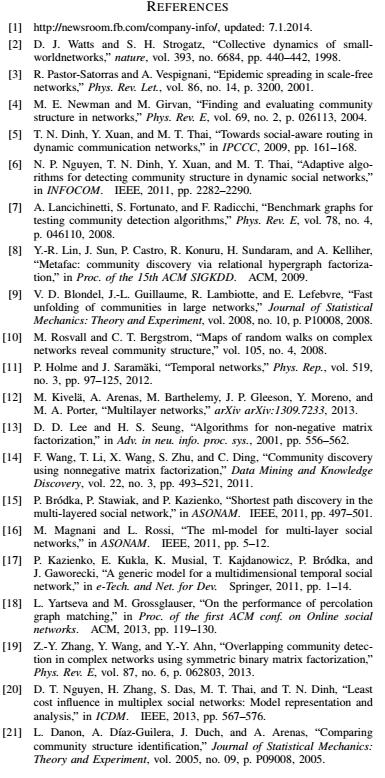 REFERENCES
[1] http://newsroom.fb.com/company-info/, updated: 7.1.2014.
[2] D. J. Watts and S. H. Strogatz, “Collective dynamics of small-
worldnetworks,” nature, vol. 393, no. 6684, pp. 440–442, 1998.
[3] R. Pastor-Satorras and A. Vespignani, “Epidemic spreading in scale-free
networks,” Phys. Rev. Let., vol. 86, no. 14, p. 3200, 2001.
[4] M. E. Newman and M. Girvan, “Finding and evaluating community
structure in networks,” Phys. Rev. E, vol. 69, no. 2, p. 026113, 2004.
[5] T. N. Dinh, Y. Xuan, and M. T. Thai, “Towards social-aware routing in
dynamic communication networks,” in IPCCC, 2009, pp. 161–168.
[6] N. P. Nguyen, T. N. Dinh, Y. Xuan, and M. T. Thai, “Adaptive algo-
rithms for detecting community structure in dynamic social networks,”
in INFOCOM. IEEE, 2011, pp. 2282–2290.
[7] A. Lancichinetti, S. Fortunato, and F. Radicchi, “Benchmark graphs for
testing community detection algorithms,” Phys. Rev. E, vol. 78, no. 4,
p. 046110, 2008.
[8] Y.-R. Lin, J. Sun, P. Castro, R. Konuru, H. Sundaram, and A. Kelliher,
“Metafac: community discovery via relational hypergraph factoriza-
tion,” in Proc. of the 15th ACM SIGKDD. ACM, 2009.
[9] V. D. Blondel, J.-L. Guillaume, R. Lambiotte, and E. Lefebvre, “Fast
unfolding of communities in large networks,” Journal of Statistical
Mechanics: Theory and Experiment, vol. 2008, no. 10, p. P10008, 2008.
[10] M. Rosvall and C. T. Bergstrom, “Maps of random walks on complex
networks reveal community structure,” vol. 105, no. 4, 2008.
[11] P. Holme and J. Saramäki, “Temporal networks,” Phys. Rep., vol. 519,
no. 3, pp. 97–125, 2012.
[12] M. Kivelä, A. Arenas, M. Barthelemy, J. P. Gleeson, Y. Moreno, and
M. A. Porter, “Multilayer networks,” arXiv arXiv:1309.7233, 2013.
[13] D. D. Lee and H. S. Seung, “Algorithms for non-negative matrix
factorization,” in Adv. in neu. info. proc. sys., 2001, pp. 556–562.
[14] F. Wang, T. Li, X. Wang, S. Zhu, and C. Ding, “Community discovery
using nonnegative matrix factorization,” Data Mining and Knowledge
Discovery, vol. 22, no. 3, pp. 493–521, 2011.
[15] P. Bródka, P. Stawiak, and P. Kazienko, “Shortest path discovery in the
multi-layered social network,” in ASONAM. IEEE, 2011, pp. 497–501.
[16] M. Magnani and L. Rossi, “The ml-model for multi-layer social
networks,” in ASONAM. IEEE, 2011, pp. 5–12.
[17] P. Kazienko, E. Kukla, K. Musial, T. Kajdanowicz, P. Bródka, and
J. Gaworecki, “A generic model for a multidimensional temporal social
network,” in e-Tech. and Net. for Dev. Springer, 2011, pp. 1–14.
[18] L. Yartseva and M. Grossglauser, “On the performance of percolation
graph matching,” in Proc. of the first ACM conf. on Online social
networks. ACM, 2013, pp. 119–130.
[19] Z.-Y. Zhang, Y. Wang, and Y.-Y. Ahn, “Overlapping community detec-
tion in complex networks using symmetric binary matrix factorization,”
Phys. Rev. E, vol. 87, no. 6, p. 062803, 2013.
[20] D. T. Nguyen, H. Zhang, S. Das, M. T. Thai, and T. N. Dinh, “Least
cost influence in multiplex social networks: Model representation and
analysis,” in ICDM. IEEE, 2013, pp. 567–576.
[21] L. Danon, A. Díaz-Guilera, J. Duch, and A. Arenas, “Comparing
community structure identification,” Journal of Statistical Mechanics:
Theory and Experiment, vol. 2005, no. 09, p. P09008, 2005.